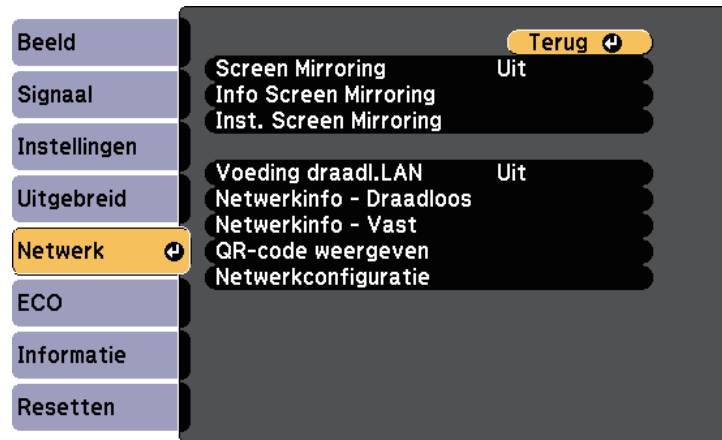 Beeld
Signaal
Instellingen
Uitgebreid
Netwerk
ECO
Informatie
Resetten
Terug
Screen Mirroring Uit
Info Screen Mirroring
Inst. Screen Mirroring
Voeding draadl.LAN Uit
Netwerkinfo - Draadloos
Netwerkinfo - Vast
QR-code weergeven
Netwerkconfiguratie